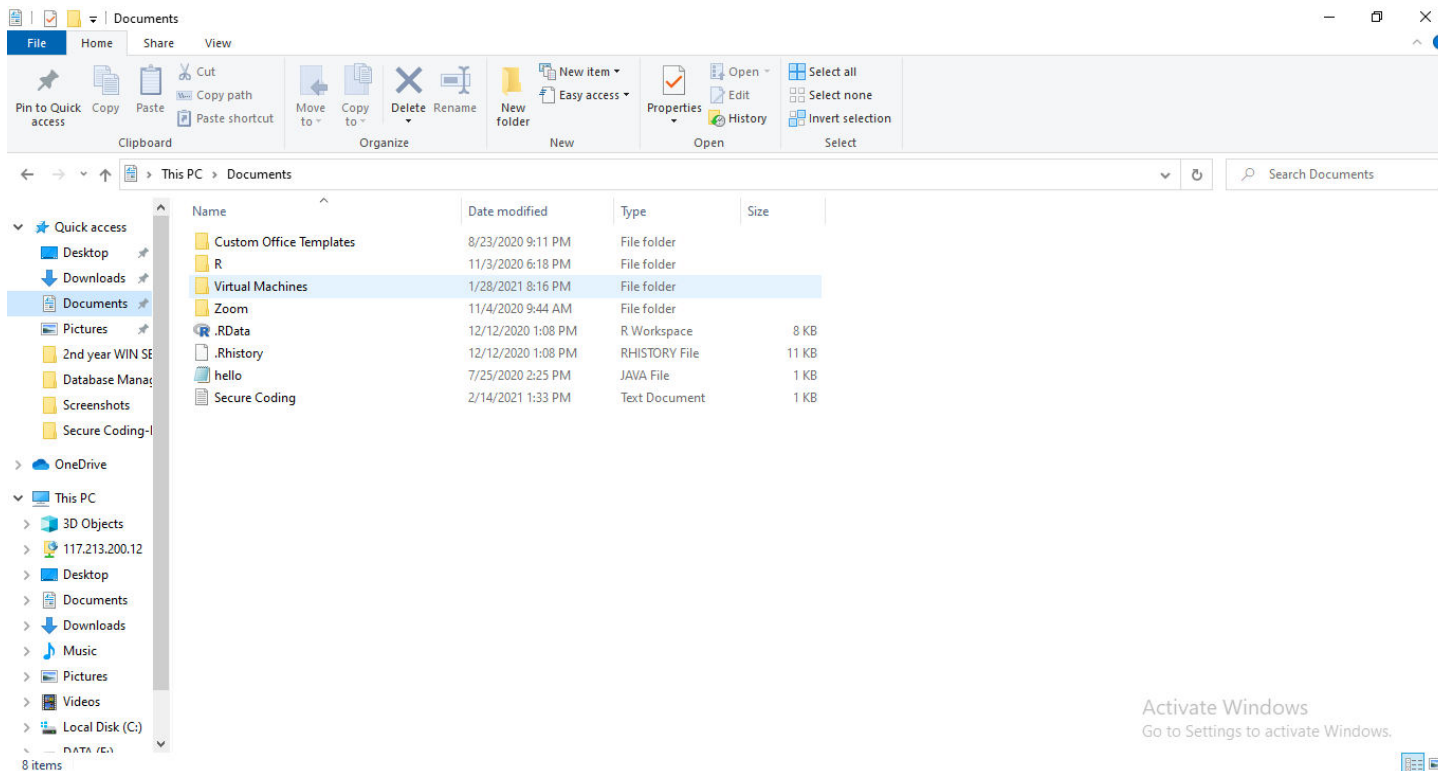 Documents
File Home Share View
Pin to Quick access
Copy
Paste
Cut
Copy path
Paste shortcut
Clipboard
Move to
Copy to
Delete
Rename
Organize
New folder
New item
Easy access
New
Properties
Open
Edit
History
Open
Select all
Select none
Invert selection
Select
This PC > Documents
Search Documents
Quick access
Desktop
Downloads
Documents
Pictures
2nd year WIN SE
Database Manag
Screenshots
Secure Coding-
OneDrive
This PC
3D Objects
117.213.200.12
Desktop
Documents
Downloads
Music
Pictures
Videos
Local Disk (C:)
Name Date modified Type Size
Custom Office Templates 8/23/2020 9:11 PM File folder
R 11/3/2020 6:18 PM File folder
Virtual Machines 1/28/2021 8:16 PM File folder
Zoom 11/4/2020 9:44 AM File folder
.RData 12/12/2020 1:08 PM R Workspace 8 KB
.Rhistory 12/12/2020 1:08 PM RHISTORY File 11 KB
hello 7/25/2020 2:25 PM JAVA File 1 KB
Secure Coding 2/14/2021 1:33 PM Text Document 1 KB
Activate Windows
Go to Settings to activate Windows.
8 items